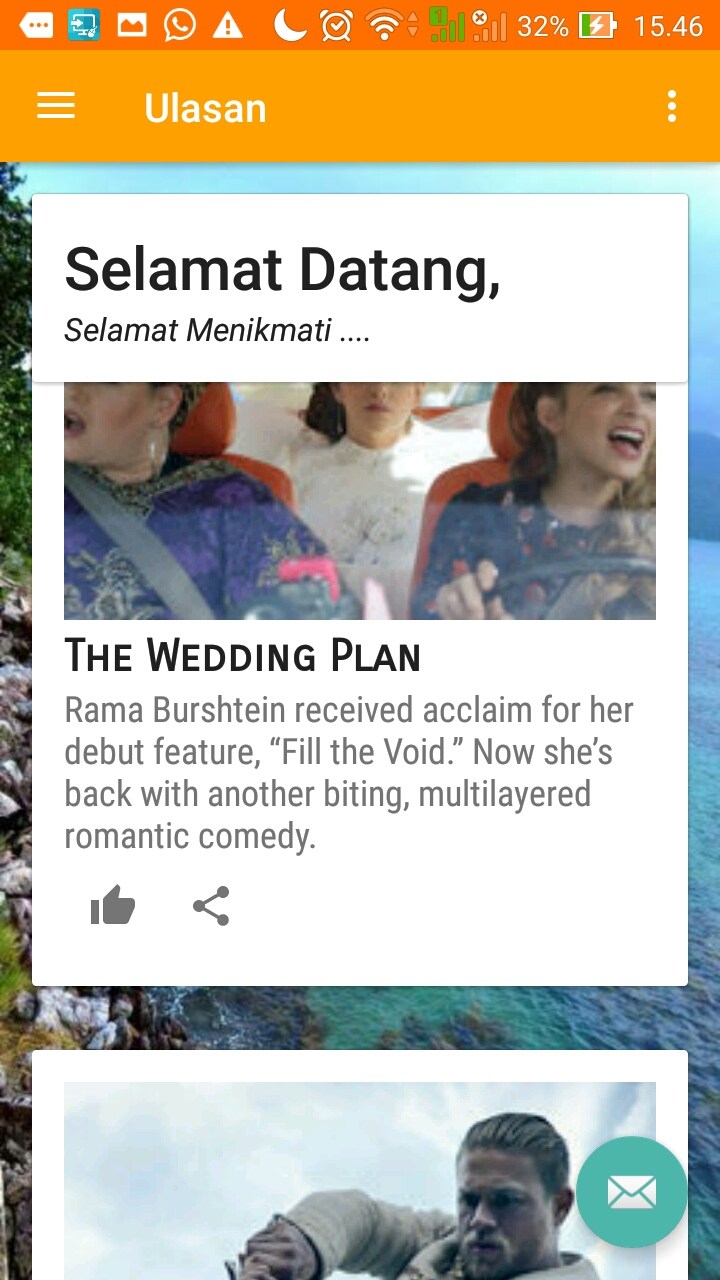 32% 15.46
Ulasan
Selamat Datang,
Selamat Menikmati ....
The Wedding Plan
Rama Burshtein received acclaim for her
debut feature, “Fill the Void.” Now she’s
back with another biting, multilayered
romantic comedy.